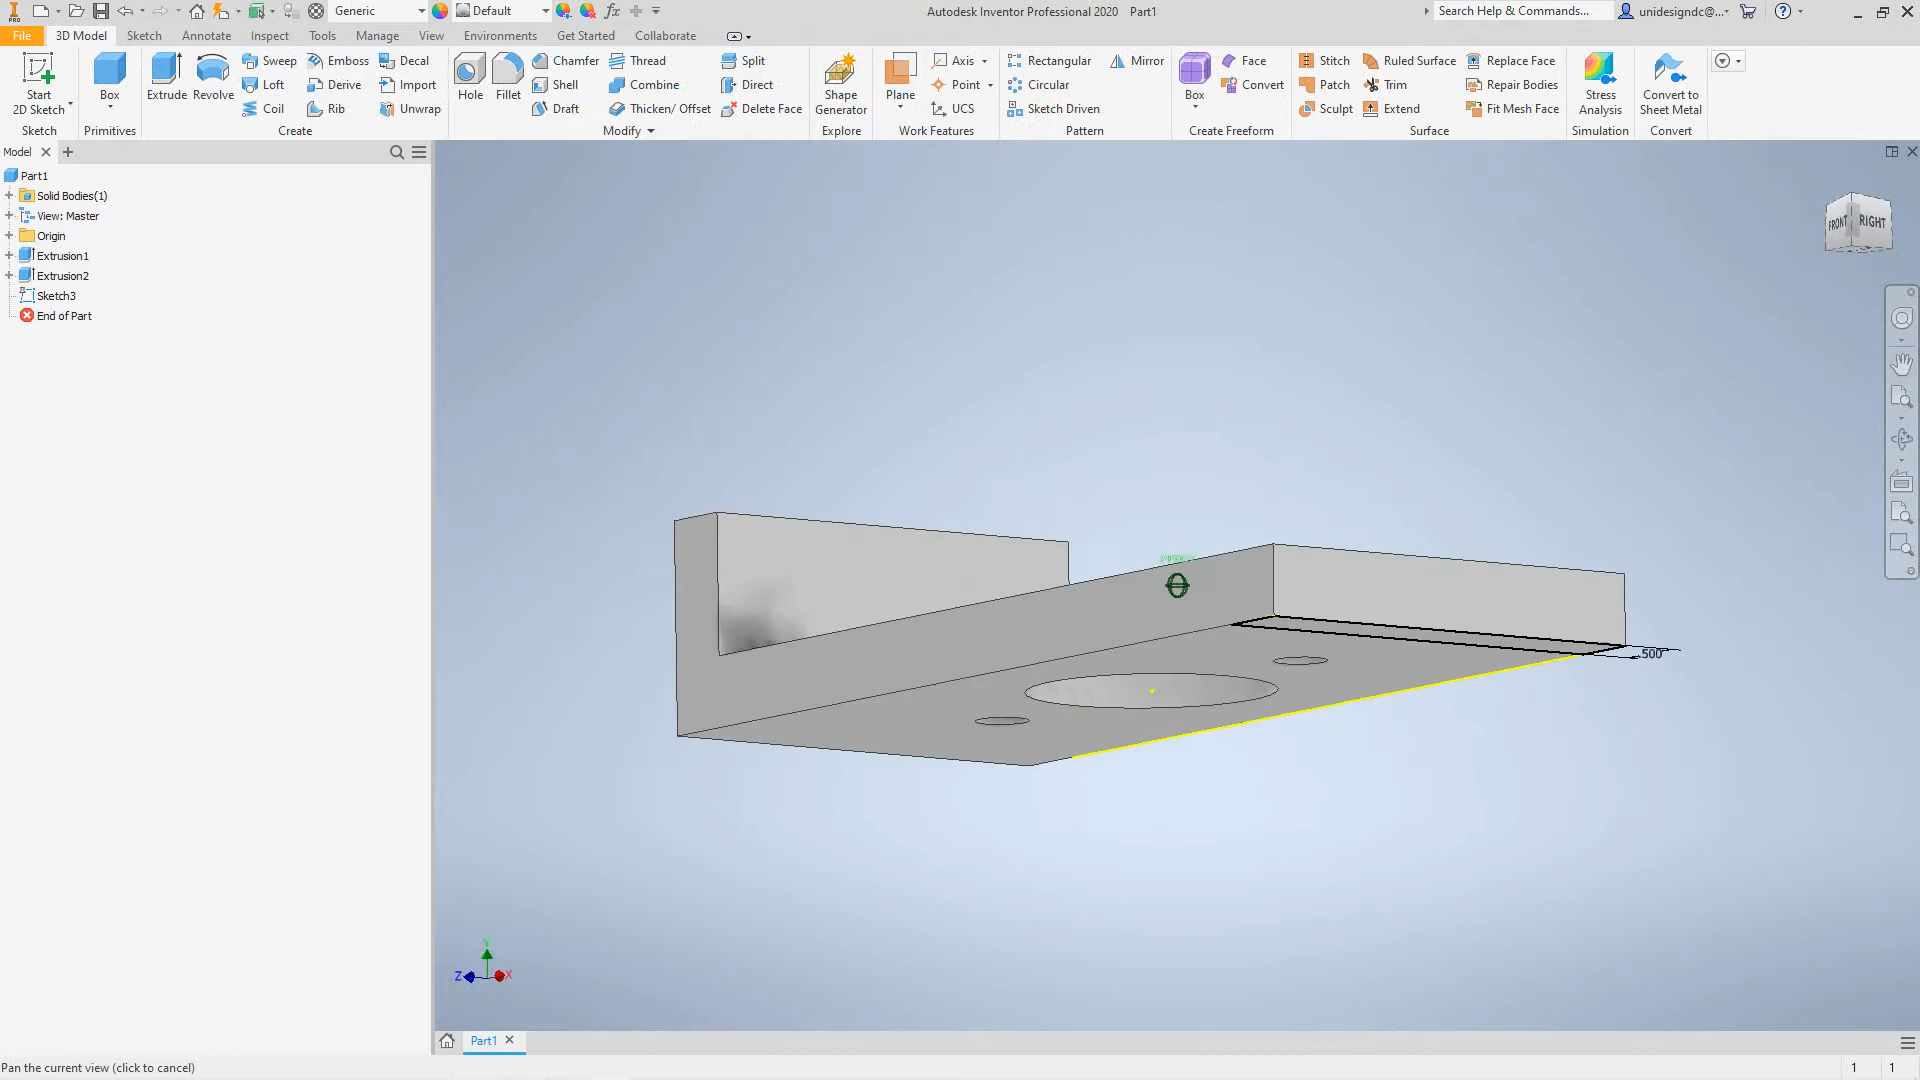 PRO
Generic
Default
fx
Autodesk Inventor Professional 2020 Part1
Search Help & Commands...
unidesigndc@...
File
3D Model
Sketch
Annotate
Inspect
Tools
Manage
View
Environments
Get Started
Collaborate
Start
2D Sketch
Sketch
Box
Primitives
Extrude
Revolve
Sweep
Emboss
Decal
Loft
Derive
Import
Coil
Rib
Unwrap
Create
Hole
Fillet
Chamfer
Thread
Split
Shell
Combine
Direct
Draft
Thicken/ Offset
Delete Face
Modify
Shape
Generator
Explore
Plane
Axis
Point
UCS
Work Features
Rectangular
Mirror
Circular
Sketch Driven
Pattern
Box
Face
Convert
Create Freeform
Stitch
Ruled Surface
Replace Face
Patch
Trim
Repair Bodies
Sculpt
Extend
Fit Mesh Face
Surface
Stress
Analysis
Simulation
Convert to
Sheet Metal
Convert
Model
Part1
Solid Bodies(1)
View: Master
Origin
Extrusion1
Extrusion2
Sketch3
End of Part
FRONT
RIGHT
.500
Y
Z
X
Part1
Pan the current view (click to cancel)
1
1